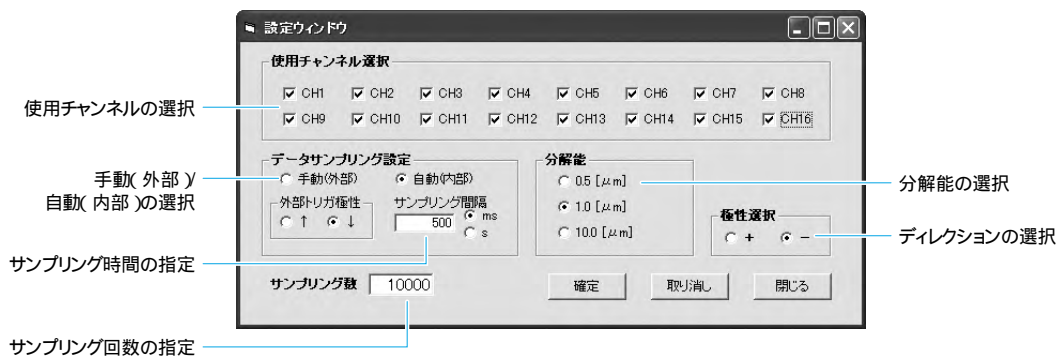 設定ウィンドウ
使用チャンネル選択
CH1 CH2 CH3 CH4 CH5 CH6 CH7 CH8
CH9 CH10 CH11 CH12 CH13 CH14 CH15 CH16
使用チャンネルの選択
データサンプリング設定
手動(外部) 自動(内部)
手動( 外部 )/
自動( 内部 )の選択
外部トリガ極性
↑ ↓
サンプリング間隔
500 ms
s
サンプリング時間の指定
分解能
0.5 [μm]
1.0 [μm]
10.0 [μm]
分解能の選択
極性選択
+ -
ディレクションの選択
サンプリング数 10000
確定 取り消し 閉じる
サンプリング回数の指定